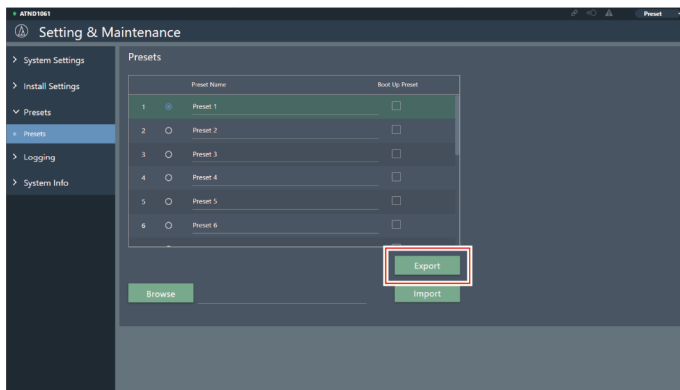 ATND1061
Preset
Setting & Maintenance
System Settings
Install Settings
Presets
Presets
Logging
System Info
Presets
Preset Name Boot Up Preset
1 Preset 1
2 Preset 2
3 Preset 3
4 Preset 4
5 Preset 5
6 Preset 6
Export
Browse Import